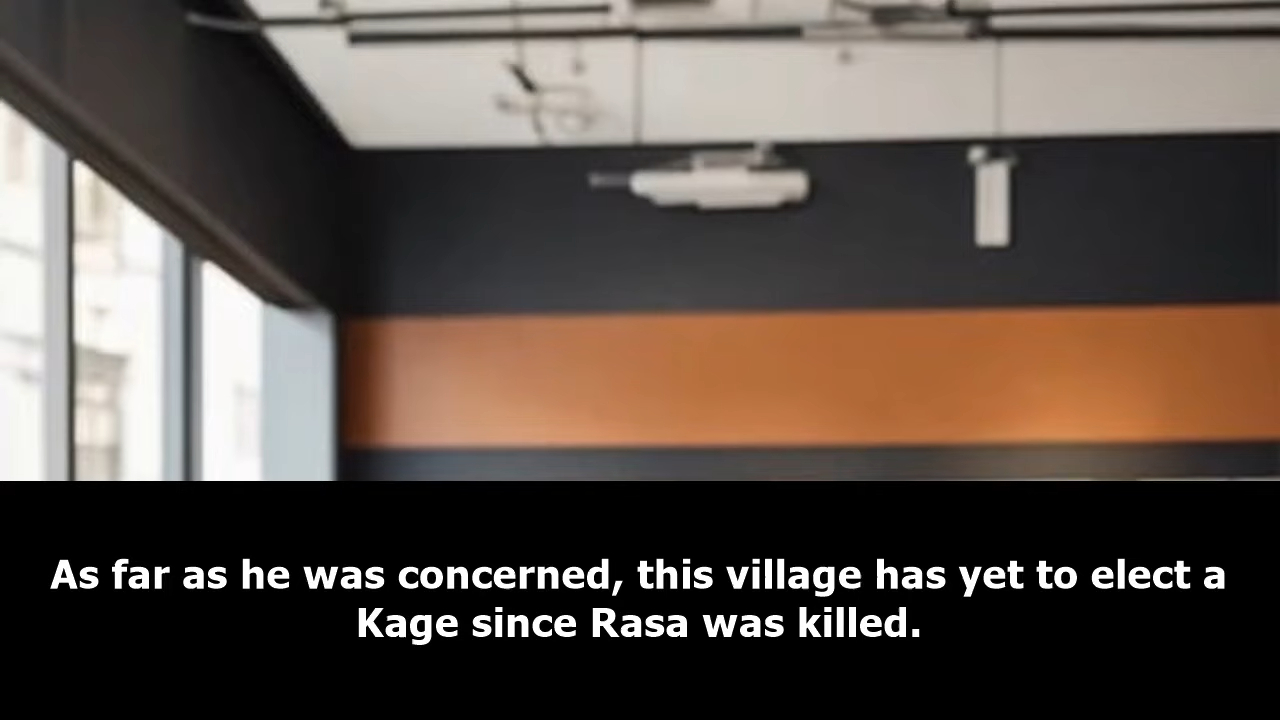 As far as he was concerned, this village has yet to elect a
Kage since Rasa was killed.